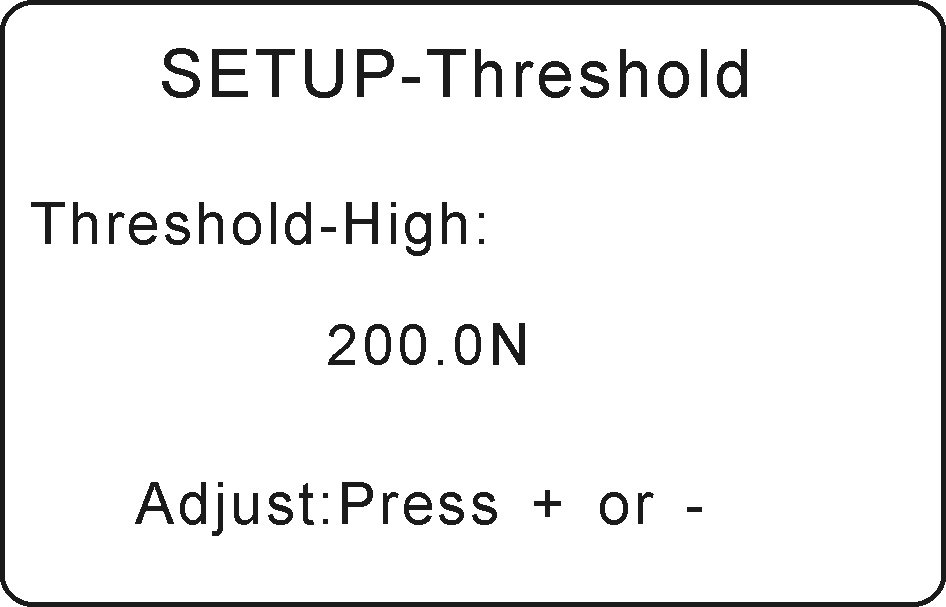 SETUP-Threshold
Threshold-High:
200.0N
Adjust:Press + or -